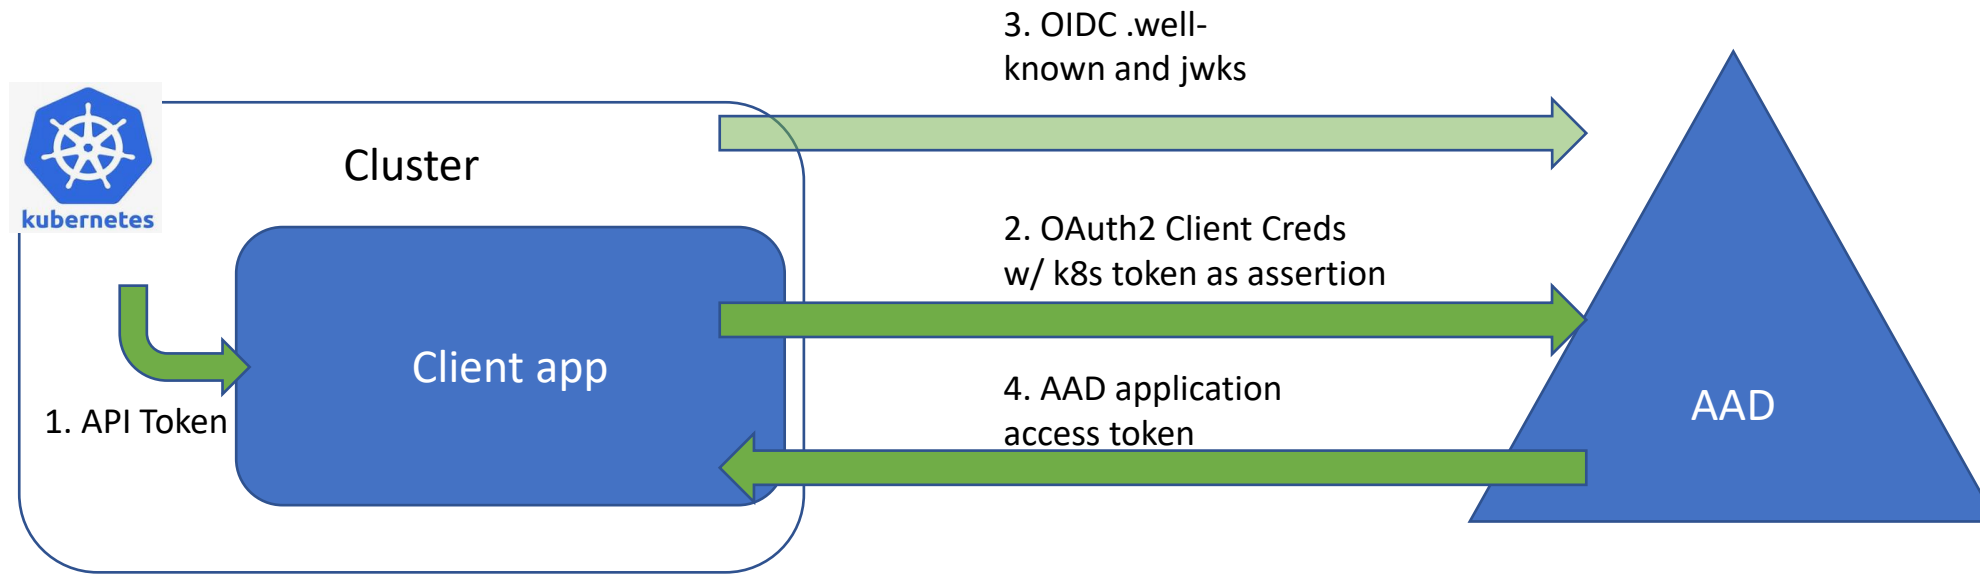 3. OIDC .well-
known and jwks
kubernetes
Cluster
2. OAuth2 Client Creds
w/ k8s token as assertion
Client app
1. API Token
4. AAD application
access token
AAD